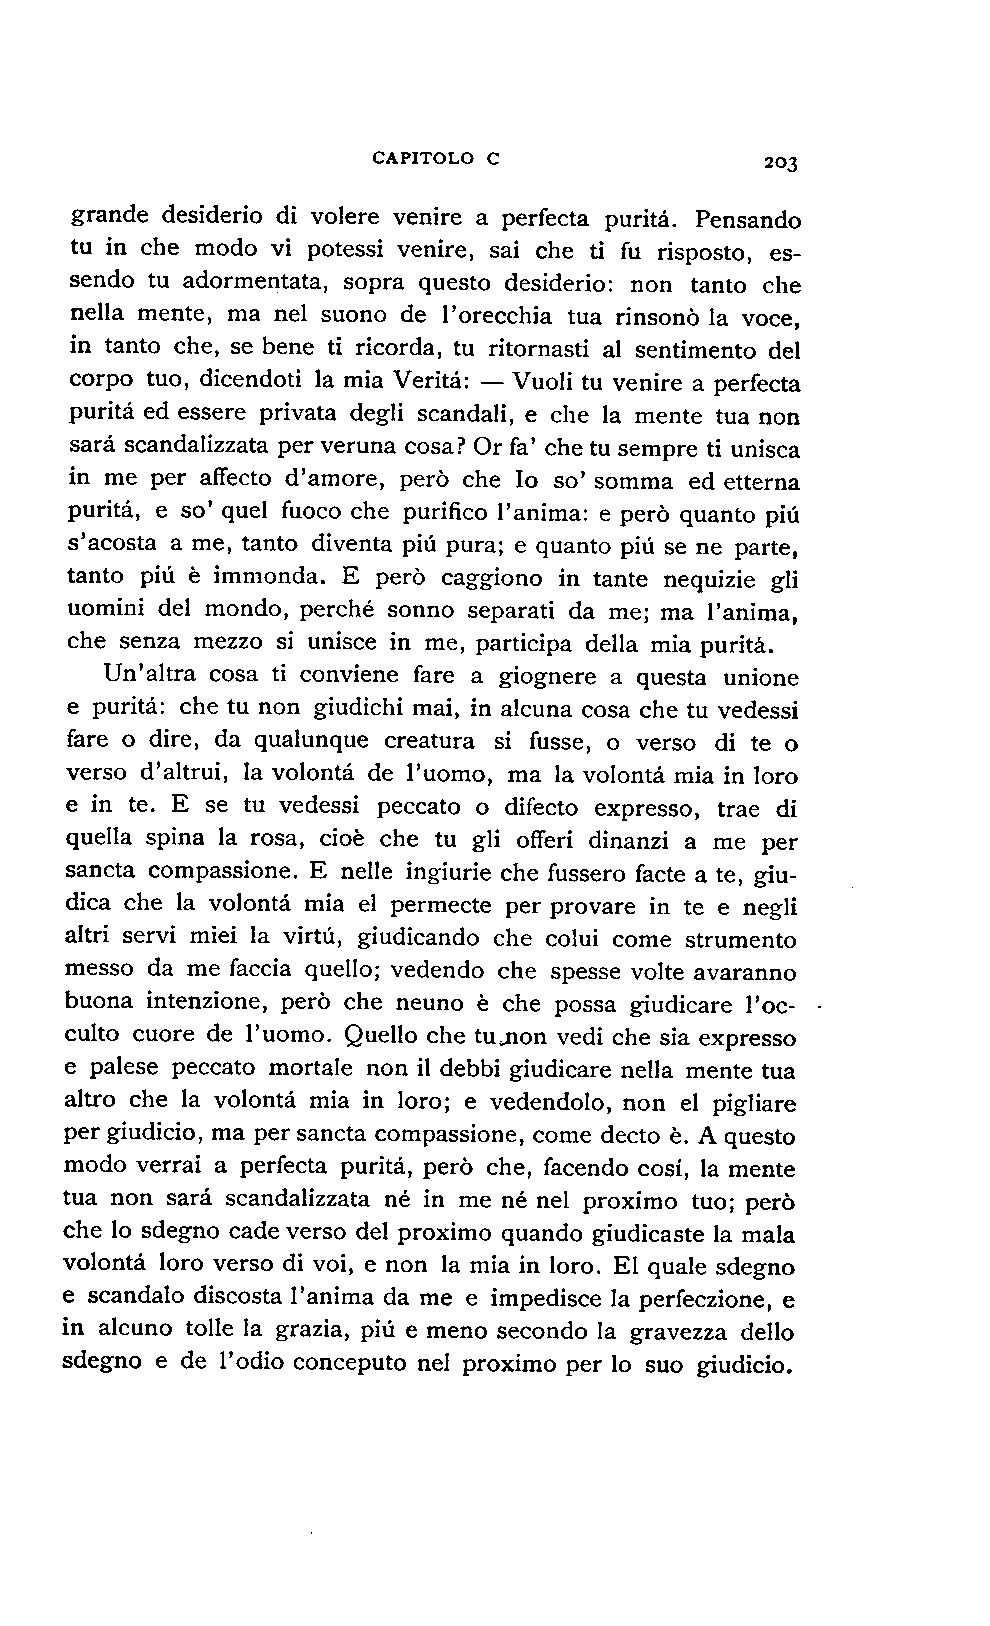 CAPITOLO C 203
grande desiderio di volere venire a perfecta puritá. Pensando
tu in che modo vi potessi venire, sai che ti fu risposto, es-
sendo tu adormentata, sopra questo desiderio: non tanto che
nella mente, ma nel suono de l'orecchia tua rinsonò la voce,
in tanto che, se bene ti ricorda, tu ritornasti al sentimento del
corpo tuo, dicendoti la mia Veritá: — Vuoli tu venire a perfecta
puritá ed essere privata degli scandali, e che la mente tua non
sará scandalizzata per veruna cosa? Or fa' che tu sempre ti unisca
in me per affecto d'amore, però che Io so' somma ed etterna
puritá, e so' quel fuoco che purifico l'anima: e però quanto piú
s'acosta a me, tanto diventa piú pura; e quanto piú se ne parte,
tanto piú è immonda. E però caggiono in tante nequizie gli
uomini del mondo, perché sonno separati da me; ma l'anima,
che senza mezzo si unisce in me, participa della mia puritá.
Un'altra cosa ti conviene fare a giognere a questa unione
e puritá: che tu non giudichi mai, in alcuna cosa che tu vedessi
fare o dire, da qualunque creatura si fusse, o verso di te o
verso d'altrui, la volontá de l'uomo, ma la volontá mia in loro
e in te. E se tu vedessi peccato o difecto expresso, trae di
quella spina la rosa, cioè che tu gli offeri dinanzi a me per
sancta compassione. E nelle ingiurie che fussero facte a te, giu-
dica che la volontá mia el permecte per provare in te e negli
altri servi miei la virtú, giudicando che colui come strumento
messo da me faccia quello; vedendo che spesse volte avaranno
buona intenzione, però che neuno è che possa giudicare l'oc-
culto cuore de l'uomo. Quello che tu non vedi che sia expresso
e palese peccato mortale non il debbi giudicare nella mente tua
altro che la volontá mia in loro; e vedendolo, non el pigliare
per giudicio, ma per sancta compassione, come decto è. A questo
modo verrai a perfecta puritá, però che, facendo cosí, la mente
tua non sará scandalizzata né in me né nel proximo tuo; però
che lo sdegno cade verso del proximo quando giudicaste la mala
volontá loro verso di voi, e non la mia in loro. El quale sdegno
e scandalo discosta l'anima da me e impedisce la perfeczione, e
in alcuno tolle la grazia, piú e meno secondo la gravezza dello
sdegno e de l'odio conceputo nel proximo per lo suo giudicio.